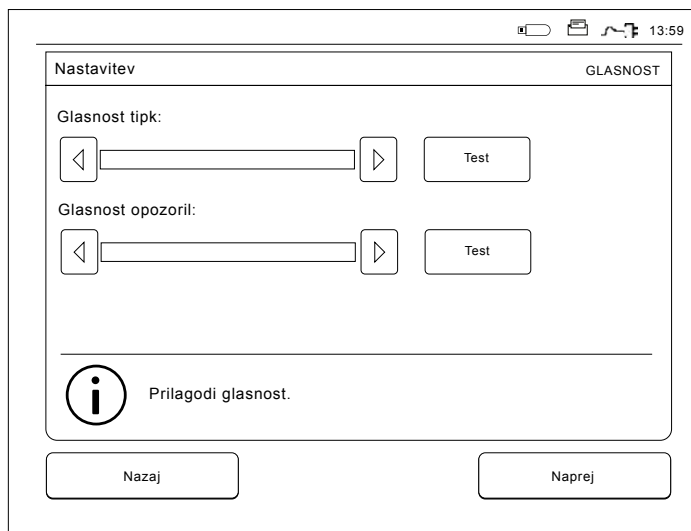 13:59
Nastavitev GLASNOST
Glasnost tipk:
Test
Glasnost opozoril:
Test
Prilagodi glasnost.
Nazaj Naprej